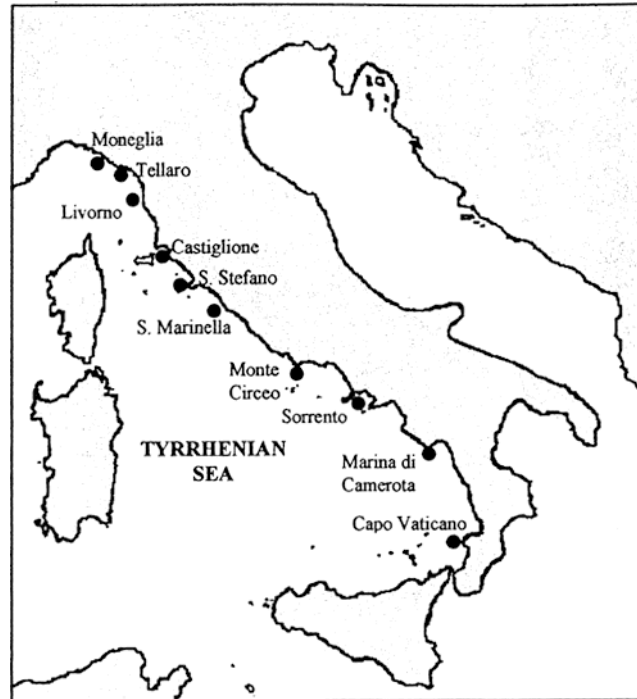 Moneglia
Tellaro
Livorno
Castiglione
S. Stefano
S. Marinella
Monte
Circeo
Sorrento
TYRRHENIAN
SEA
Marina di
Camerota
Capo Vaticano